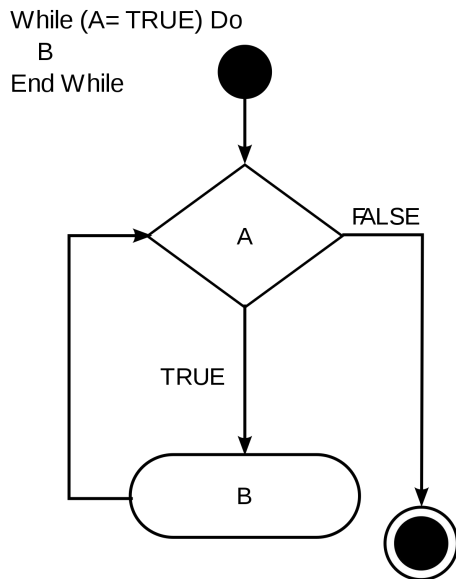 While (A= TRUE) Do
B
End While
A
FALSE
TRUE
B